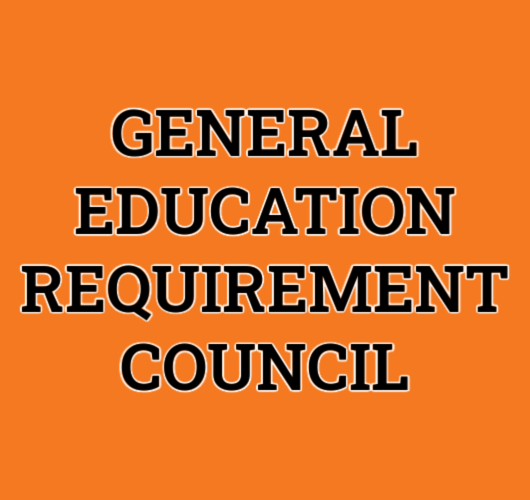 GENERAL
EDUCATION
REQUIREMENT
COUNCIL